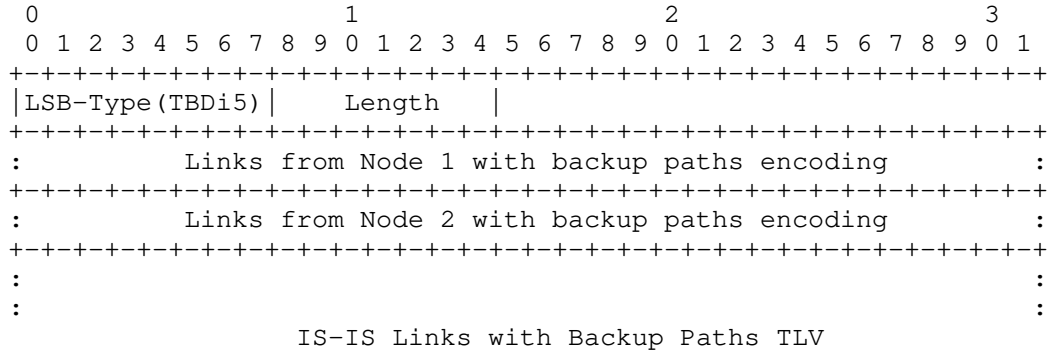 0                   1                   2                   3
 0 1 2 3 4 5 6 7 8 9 0 1 2 3 4 5 6 7 8 9 0 1 2 3 4 5 6 7 8 9 0 1
+-+-+-+-+-+-+-+-+-+-+-+-+-+-+-+-+-+-+-+-+-+-+-+-+-+-+-+-+-+-+-+-+
|LSB-Type(TBDi5)|    Length    |
+-+-+-+-+-+-+-+-+-+-+-+-+-+-+-+-+-+-+-+-+-+-+-+-+-+-+-+-+-+-+-+-+
:          Links from Node 1 with backup paths encoding         :
+-+-+-+-+-+-+-+-+-+-+-+-+-+-+-+-+-+-+-+-+-+-+-+-+-+-+-+-+-+-+-+-+
:          Links from Node 2 with backup paths encoding         :
+-+-+-+-+-+-+-+-+-+-+-+-+-+-+-+-+-+-+-+-+-+-+-+-+-+-+-+-+-+-+-+-+
:                                                               :
:                                                               :
                 IS-IS Links with Backup Paths TLV